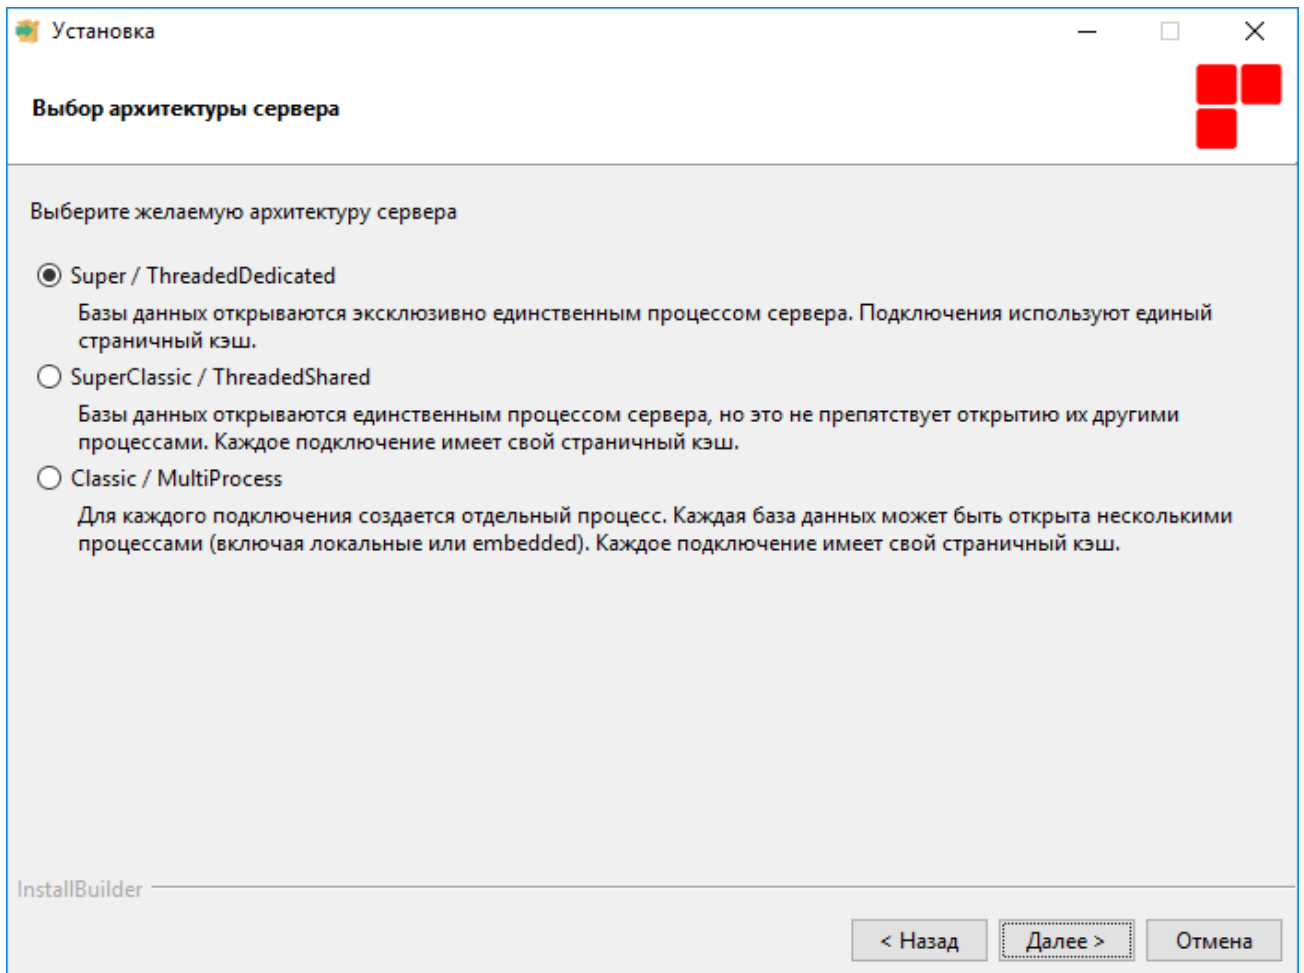 Установка
Выбор архитектуры сервера
Выберите желаемую архитектуру сервера
Super / ThreadedDedicated
Базы данных открываются эксклюзивно единственным процессом сервера. Подключения используют единый
страничный кэш.
SuperClassic / ThreadedShared
Базы данных открываются единственным процессом сервера, но это не препятствует открытию их другими
процессами. Каждое подключение имеет свой страничный кэш.
Classic / MultiProcess
Для каждого подключения создается отдельный процесс. Каждая база данных может быть открыта несколькими
процессами (включая локальные или embedded). Каждое подключение имеет свой страничный кэш.
InstallBuilder
< Назад
Далее >
Отмена